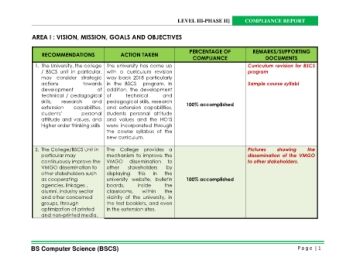 LEVEL III-PHASE II| COMPLIANCE REPORT
AREA I : VISION, MISSION, GOALS AND OBJECTIVES
RECOMMENDATIONS
ACTION TAKEN
PERCENTAGE OF
COMPLIANCE
REMARKS/SUPPORTING
DOCUMENTS
1. The University, the college
/ BSCS unit in particular,
may consider strategic
actions towards
development of
technical / pedagogical
skills, research and
extension capabilities,
students' personal
attitude and values, and
higher order thinking skills.
The university has come up
with a curriculum revision
way back 2018 particularly
in the BSCS program. In
addition, the development
of technical and
pedagogical skills, research
and extension capabilities,
students personal attitude
and values and the HOTS
were incorporated through
the course syllabus of the
new curriculum.
100% accomplished
Curriculum revision for BSCS
program
Sample course syllabi
2. The College/BSCS Unit in
particular may
continuously improve the
VMGO dissemination to
other stakeholders such
as cooperating
agencies, linkages,
alumni, industry sector
and other concerned
groups, through
optimization of printed
and non-printed media.
The College provides a
mechanism to improve the
VMGO dissemination to
other stakeholders by
displaying this in the
university website, bulletin
boards, inside the
classrooms, within the
vicinity of the university, in
the test booklets, and even
in the extension sites.
100% accomplished
Pictures showing the
dissemination of the VMGO
to other stakeholders.
BS Computer Science (BSCS)
Page | 1